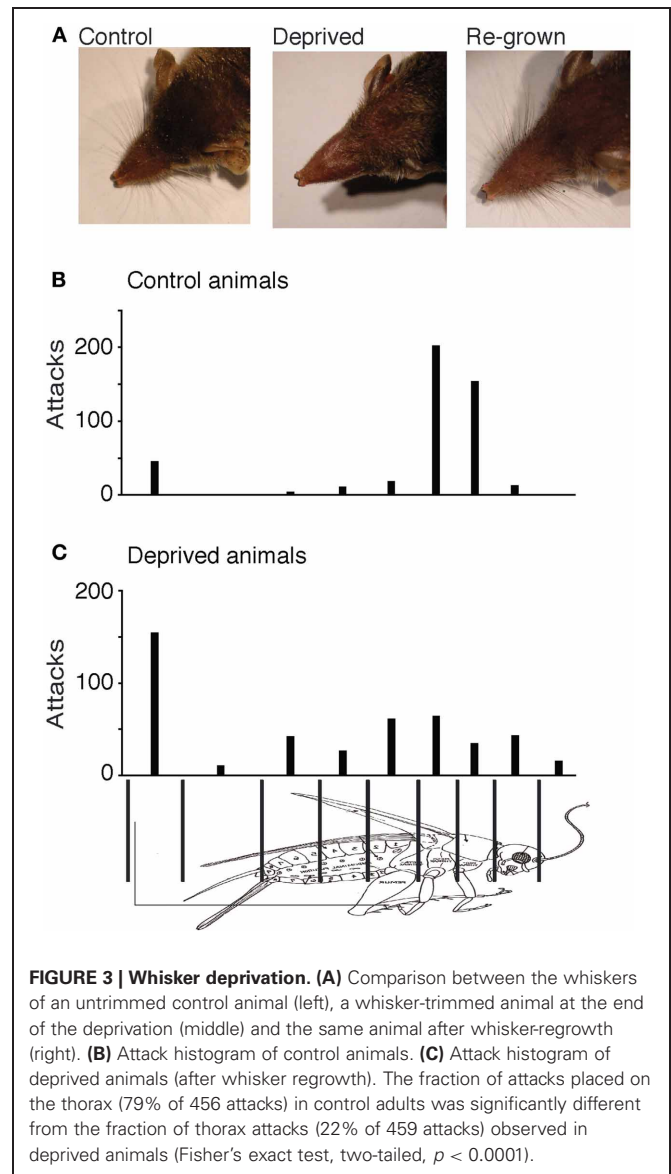 A Control Deprived Re-grown
B Control animals
Attacks
200
100
0
C Deprived animals
Attacks
200
100
0
FIGURE 3 | Whisker deprivation. (A) Comparison between the whiskers
of an untrimmed control animal (left), a whisker-trimmed animal at the end
of the deprivation (middle) and the same animal after whisker-regrowth
(right). (B) Attack histogram of control animals. (C) Attack histogram of
deprived animals (after whisker regrowth). The fraction of attacks placed on
the thorax (79% of 456 attacks) in control adults was significantly different
from the fraction of thorax attacks (22% of 459 attacks) observed in
deprived animals (Fisher's exact test, two-tailed, p < 0.0001).